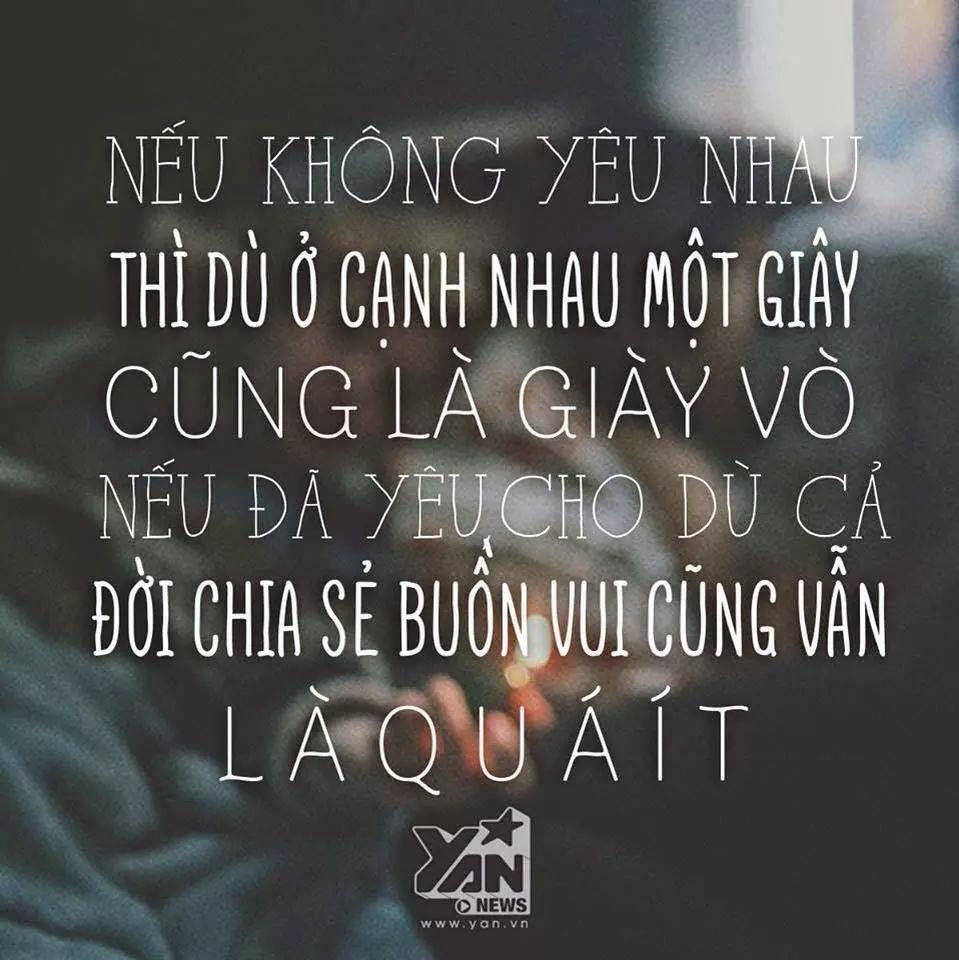 NẾU KHÔNG YÊU NHAU
THÌ DÙ Ở CẠNH NHAU MỘT GIÂY
CŨNG LÀ GIÀY VÒ
NẾU ĐÃ YÊU,CHO DÙ CẢ
ĐỜI CHIA SẺ BUỒN VUI CŨNG VẪN
LÀ QUÁ ÍT
YAN
NEWS
www.yan.vn